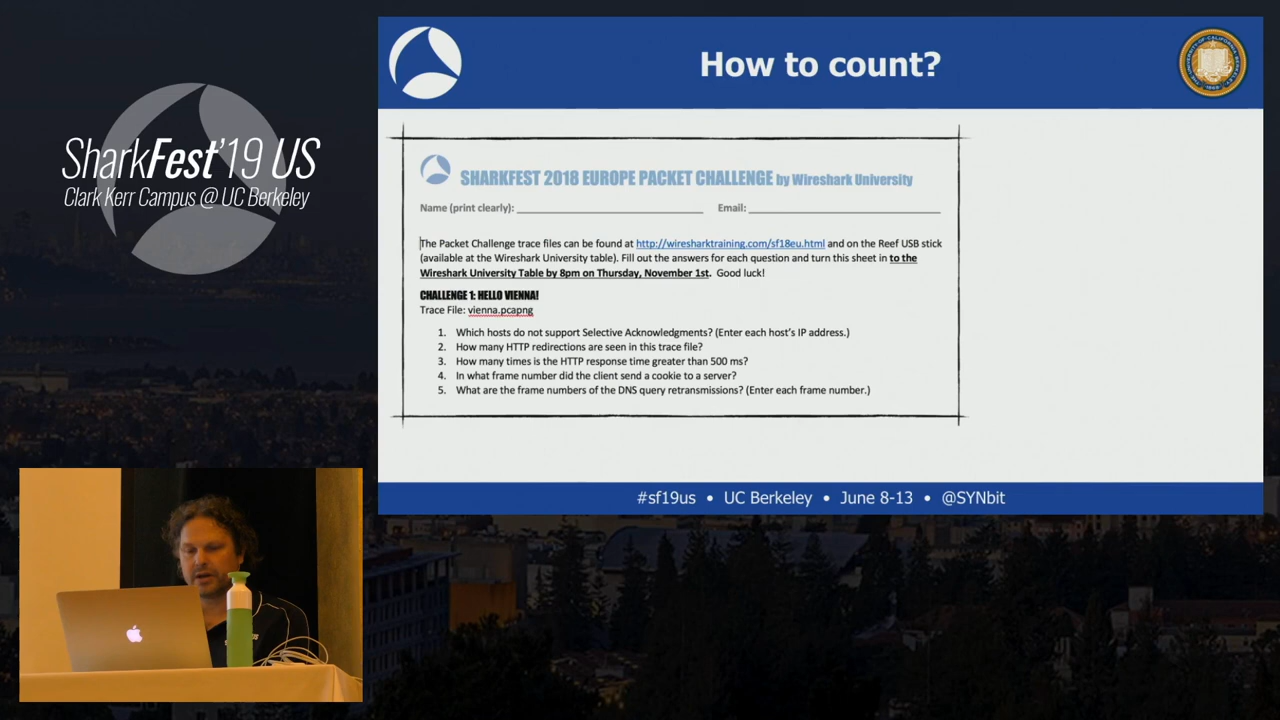 SharkFest'19 US
Clark Kerr Campus @ UC Berkeley
How to count?
SHARKFEST 2018 EUROPE PACKET CHALLENGE by Wireshark University
Name (print clearly): Email:
The Packet Challenge trace files can be found at http://wiresharktraining.com/sf18eu.html and on the Reef USB stick
(available at the Wireshark University table). Fill out the answers for each question and turn this sheet in to the
Wireshark University Table by 8pm on Thursday, November 1st. Good luck!
CHALLENGE 1: HELLO VIENNA!
Trace File: vienna.pcapng
1. Which hosts do not support Selective Acknowledgments? (Enter each host's IP address.)
2. How many HTTP redirections are seen in this trace file?
3. How many times is the HTTP response time greater than 500 ms?
4. In what frame number did the client send a cookie to a server?
5. What are the frame numbers of the DNS query retransmissions? (Enter each frame number.)
#sf19us • UC Berkeley • June 8-13 • @SYNbit